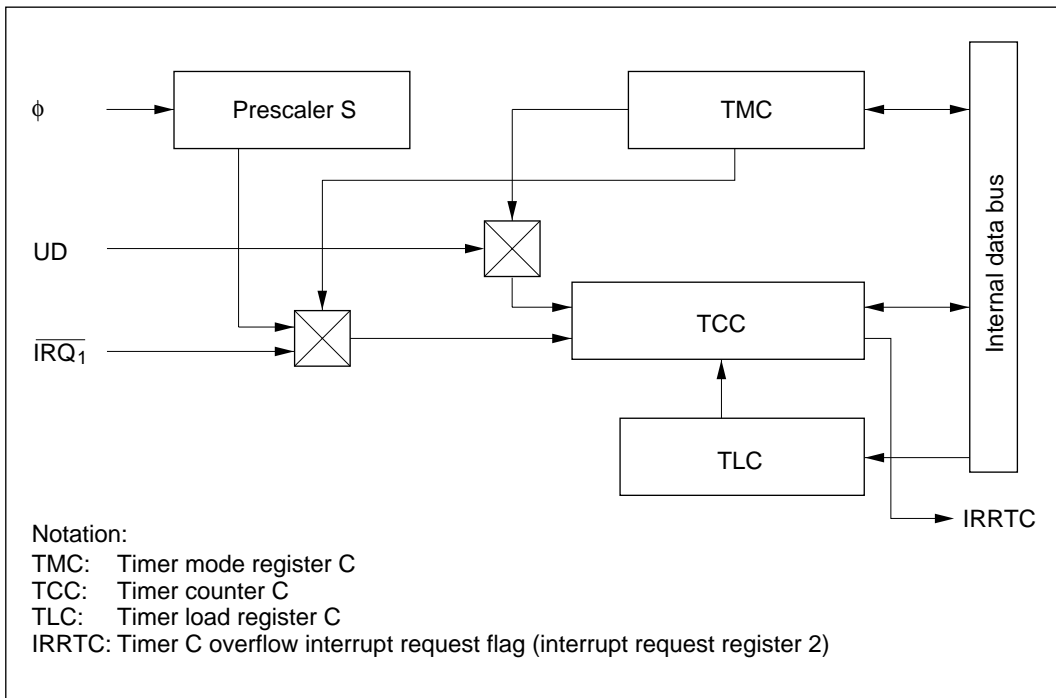 ϕ
Prescaler S
TMC
UD
TCC
Internal data bus
IRQ₁
TLC
IRRTC
Notation:
TMC: Timer mode register C
TCC: Timer counter C
TLC: Timer load register C
IRRTC: Timer C overflow interrupt request flag (interrupt request register 2)